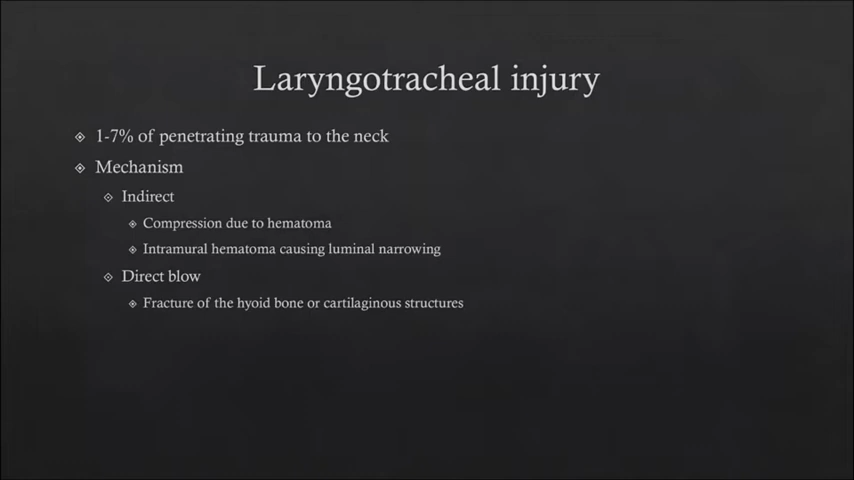 Laryngotracheal injury
1-7% of penetrating trauma to the neck
Mechanism
Indirect
Compression due to hematoma
Intramural hematoma causing luminal narrowing
Direct blow
Fracture of the hyoid bone or cartilaginous structures